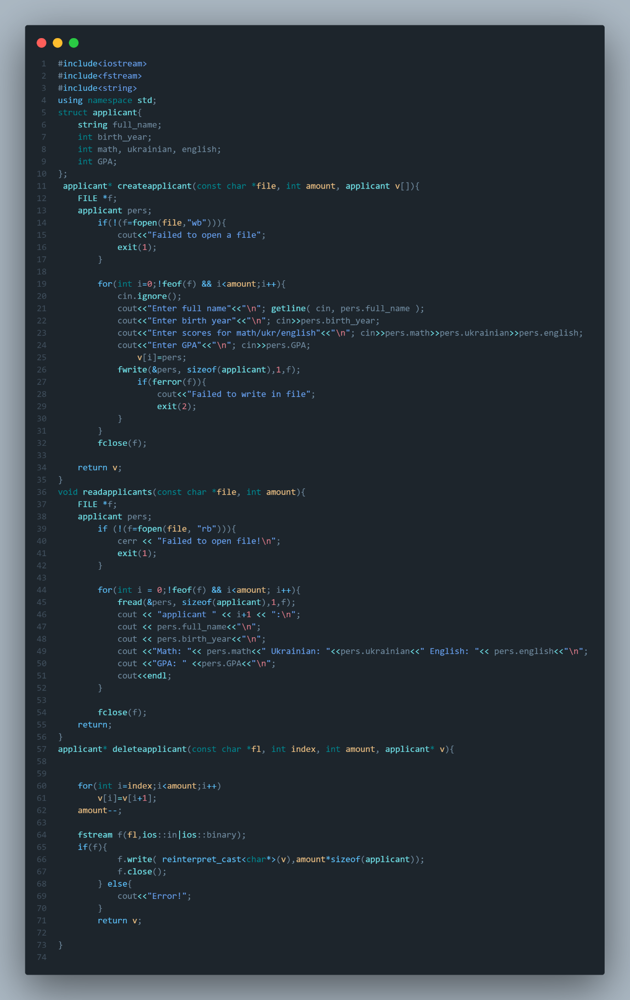 1 #include<iostream>
2 #include<fstream>
3 #include<string>
4 using namespace std;
5 struct applicant{
6     string full_name;
7     int birth_year;
8     int math, ukrainian, english;
9     int GPA;
10 };
11  applicant* createapplicant(const char *file, int amount, applicant v[]){
12     FILE *f;
13     applicant pers;
14         if(!(f=fopen(file,"wb"))){
15             cout<<"Failed to open a file";
16             exit(1);
17         }
18
19         for(int i=0;!feof(f) && i<amount;i++){
20             cin.ignore();
21             cout<<"Enter full name"<<"\n"; getline( cin, pers.full_name );
22             cout<<"Enter birth year"<<"\n"; cin>>pers.birth_year;
23             cout<<"Enter scores for math/ukr/english"<<"\n"; cin>>pers.math>>pers.ukrainian>>pers.english;
24             cout<<"Enter GPA"<<"\n"; cin>>pers.GPA;
25                 v[i]=pers;
26             fwrite(&pers, sizeof(applicant),1,f);
27                 if(ferror(f)){
28                     cout<<"Failed to write in file";
29                     exit(2);
30             }
31         }
32         fclose(f);
33
34     return v;
35 }
36 void readapplicants(const char *file, int amount){
37     FILE *f;
38     applicant pers;
39         if (!(f=fopen(file, "rb"))){
40             cerr << "Failed to open file!\n";
41             exit(1);
42         }
43
44         for(int i = 0;!feof(f) && i<amount; i++){
45             fread(&pers, sizeof(applicant),1,f);
46             cout << "applicant " << i+1 << ":\n";
47             cout << pers.full_name<<"\n";
48             cout << pers.birth_year<<"\n";
49             cout <<"Math: "<< pers.math<<" Ukrainian: "<<pers.ukrainian<<" English: "<< pers.english<<"\n";
50             cout <<"GPA: " <<pers.GPA<<"\n";
51             cout<<endl;
52         }
53
54         fclose(f);
55     return;
56 }
57 applicant* deleteapplicant(const char *fl, int index, int amount, applicant* v){
58
59
60     for(int i=index;i<amount;i++)
61         v[i]=v[i+1];
62     amount--;
63
64     fstream f(fl,ios::in|ios::binary);
65     if(f){
66             f.write( reinterpret_cast<char*>(v),amount*sizeof(applicant));
67             f.close();
68         } else{
69             cout<<"Error!";
70         }
71         return v;
72
73 }
74